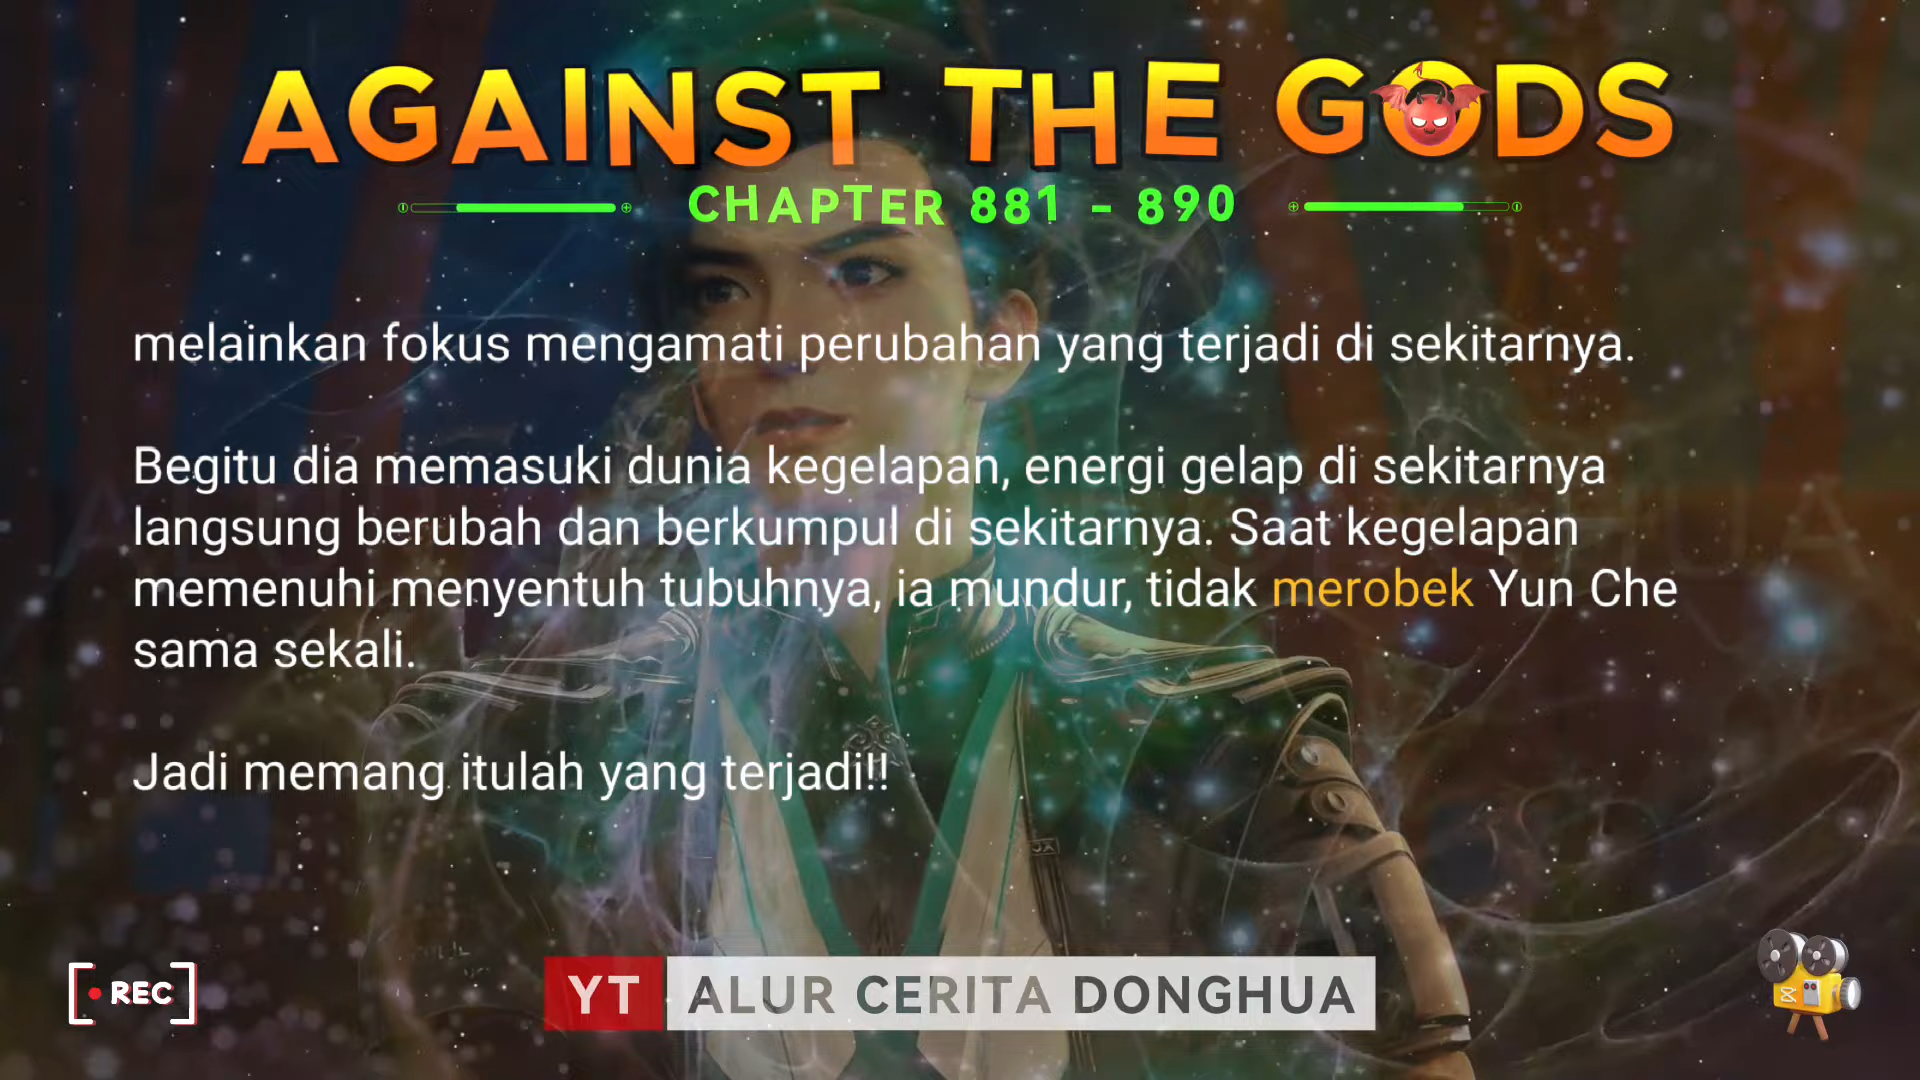 AGAINST THE GODS
CHAPTER 881 - 890
melainkan fokus mengamati perubahan yang terjadi di sekitarnya.
Begitu dia memasuki dunia kegelapan, energi gelap di sekitarnya
langsung berubah dan berkumpul di sekitarnya. Saat kegelapan
memenuhi menyentuh tubuhnya, ia mundur, tidak merobek Yun Che
sama sekali.
Jadi memang itulah yang terjadi!!
REC
YT ALUR CERITA DONGHUA